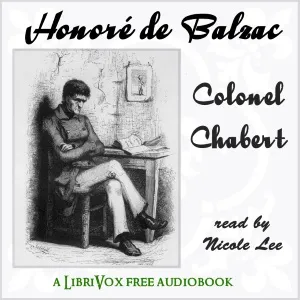 Honoré de Balzac
Colonel
Chabert
read by
Nicole Lee
A LIBRIVOX FREE AUDIOBOOK